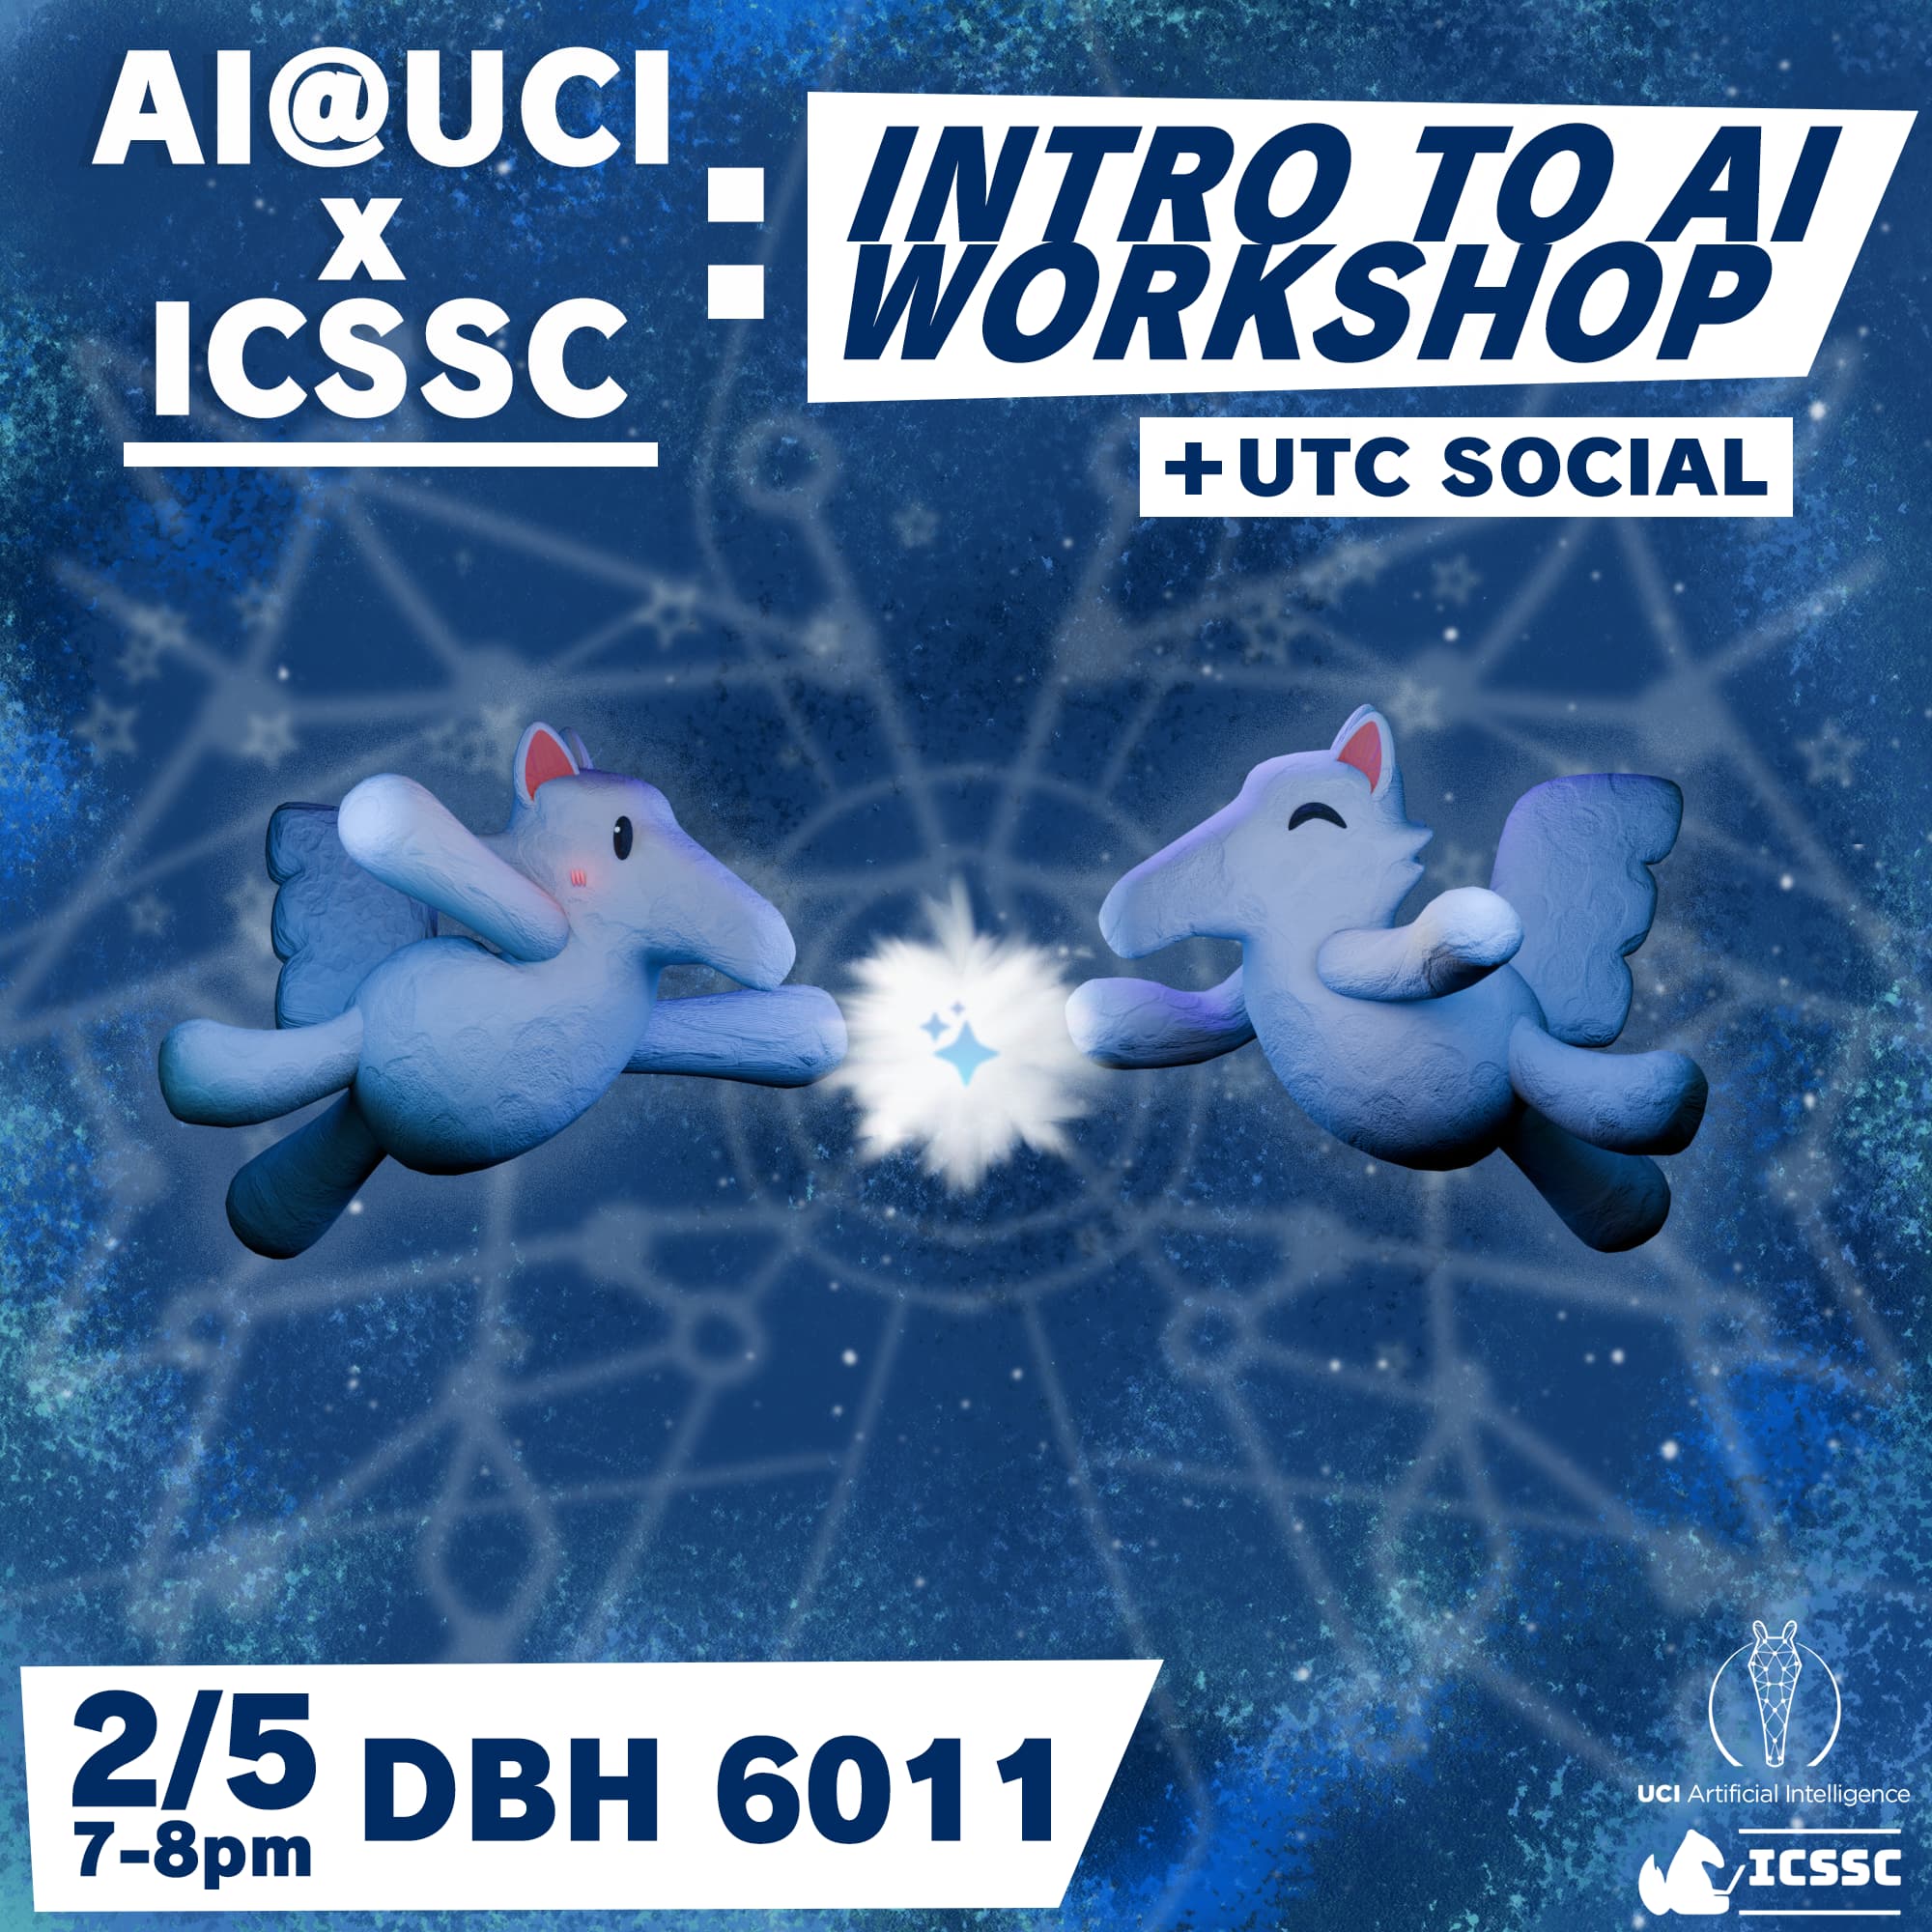 AI@UCI
x
ICSSC
:
INTRO TO AI
WORKSHOP
+UTC SOCIAL
2/5
7-8pm
DBH 6011
UCI Artificial Intelligence
ICSSC